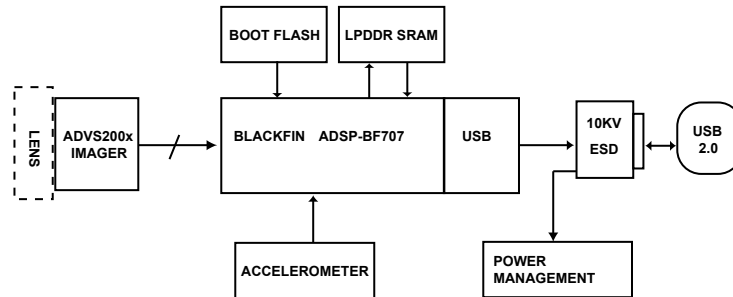 BOOT FLASH
LPDDR SRAM
LENS
ADVS200x
IMAGER
BLACKFIN ADSP-BF707
USB
10KV
ESD
USB
2.0
ACCELEROMETER
POWER
MANAGEMENT